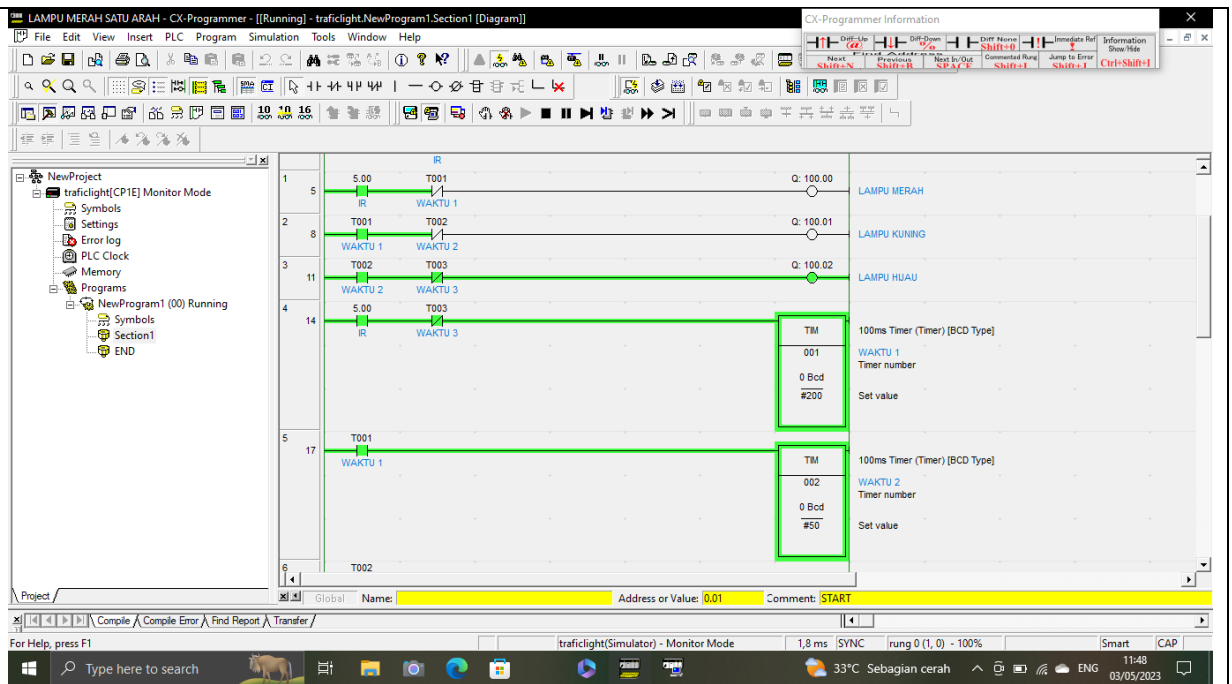 LAMPU MERAH SATU ARAH - CX-Programmer - [[Running] - traficlight.NewProgram1.Section1 [Diagram]]
CX-Programmer Information
File Edit View Insert PLC Program Simulation Tools Window Help
Diff-Up
(@)
Diff-Down
%
Diff None
Shift+0
Immediate Ref
!
Information
Show/Hide
Ctrl+Shift+I
Find Address
Next
Shift+N
Previous
Shift+B
Next In/Out
SPACE
Commented Rung
Shift+L
Jump to Error
Shift+J
10 10 16
NewProject
traficlight[CP1E] Monitor Mode
Symbols
Settings
Error log
PLC Clock
Memory
Programs
NewProgram1 (00) Running
Symbols
Section1
END
IR
1
5
5.00 T001 Q: 100.00
IR WAKTU 1
LAMPU MERAH
2
8
T001 T002 Q: 100.01
WAKTU 1 WAKTU 2
LAMPU KUNING
3
11
T002 T003 Q: 100.02
WAKTU 2 WAKTU 3
LAMPU HIJAU
4
14
5.00 T003
IR WAKTU 3
TIM 100ms Timer (Timer) [BCD Type]
001 WAKTU 1
Timer number
0 Bcd
#200 Set value
5
17
T001
WAKTU 1
TIM 100ms Timer (Timer) [BCD Type]
002 WAKTU 2
Timer number
0 Bcd
#50 Set value
6 T002
Project
Global Name: Address or Value: 0.01 Comment: START
Compile Compile Error Find Report Transfer
For Help, press F1 traficlight(Simulator) - Monitor Mode 1,8 ms SYNC rung 0 (1, 0) - 100% Smart CAP
Type here to search 33°C Sebagian cerah ENG 11:48
03/05/2023